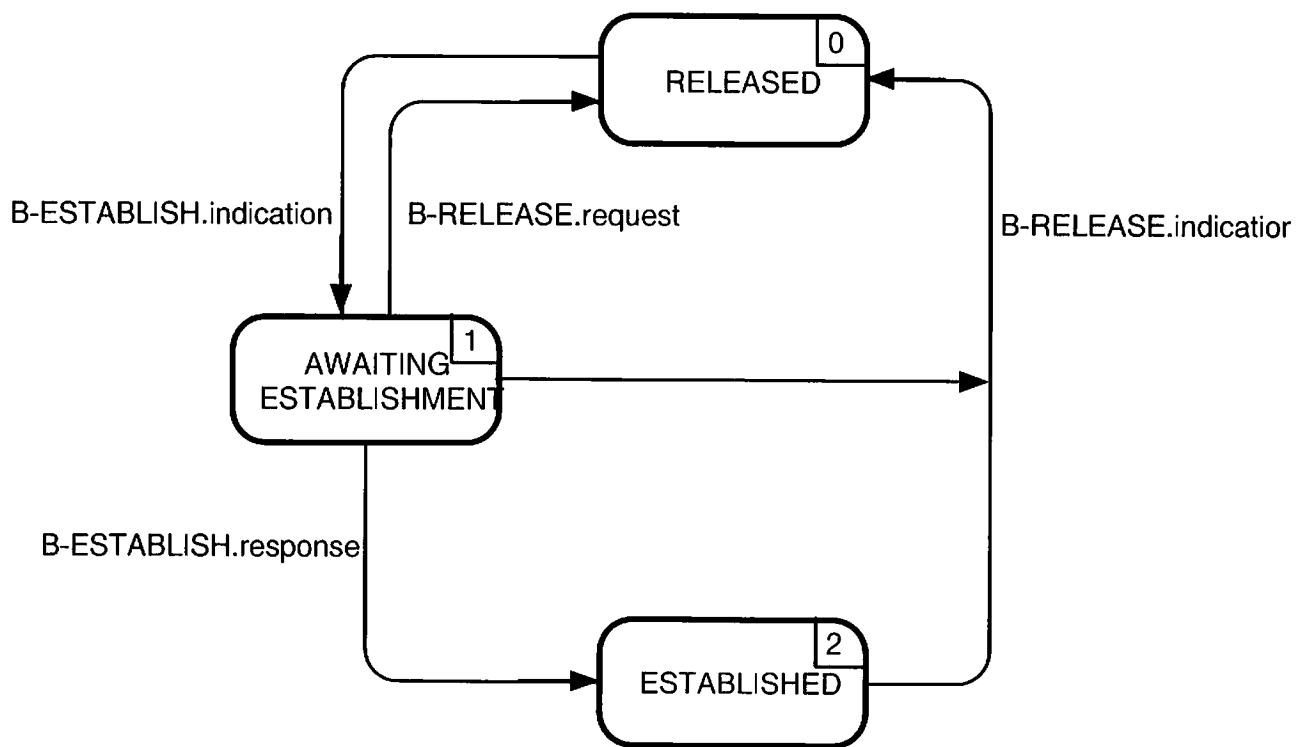 0
RELEASED
B-ESTABLISH.indication
B-RELEASE.request
B-RELEASE.indicatior
1
AWAITING
ESTABLISHMENT
B-ESTABLISH.response
2
ESTABLISHED